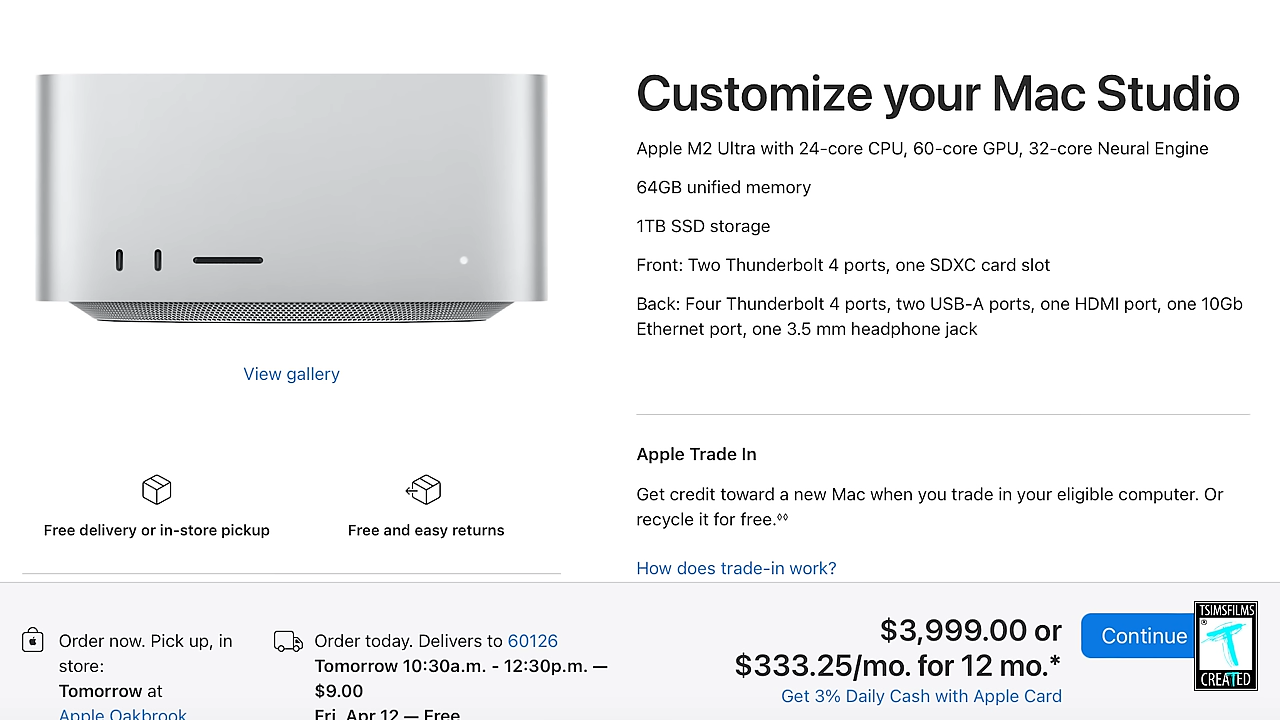 Customize your Mac Studio
Apple M2 Ultra with 24-core CPU, 60-core GPU, 32-core Neural Engine
64GB unified memory
1TB SSD storage
Front: Two Thunderbolt 4 ports, one SDXC card slot
Back: Four Thunderbolt 4 ports, two USB-A ports, one HDMI port, one 10Gb
Ethernet port, one 3.5 mm headphone jack
View gallery
Free delivery or in-store pickup
Free and easy returns
Apple Trade In
Get credit toward a new Mac when you trade in your eligible computer. Or
recycle it for free.◊◊
How does trade-in work?
Order now. Pick up, in
store:
Tomorrow at
Apple Oakbrook
Order today. Delivers to 60126
Tomorrow 10:30a.m. - 12:30p.m. —
$9.00
Fri, Apr 12 — Free
$3,999.00 or
$333.25/mo. for 12 mo.*
Get 3% Daily Cash with Apple Card
Continue
TSIMSFILMS
®
T
CREATED